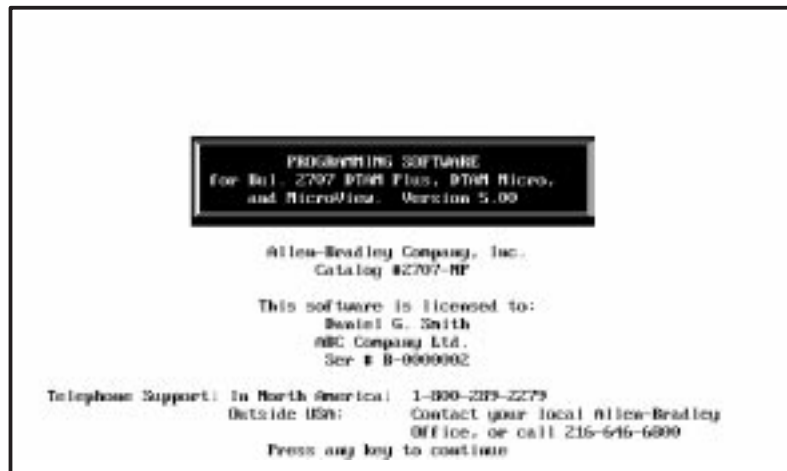 PROGRAMMING SOFTWARE
for Bul. 2707 DTAM Plus, DTAM Micro,
and MicroView. Version 5.00
Allen-Bradley Company, Inc.
Catalog #2707-NP
This software is licensed to:
Daniel G. Smith
ABC Company Ltd.
Ser # B-0000002
Telephone Support: In North America: 1-800-289-2279
Outside USA: Contact your local Allen-Bradley
Office, or call 216-646-6800
Press any key to continue